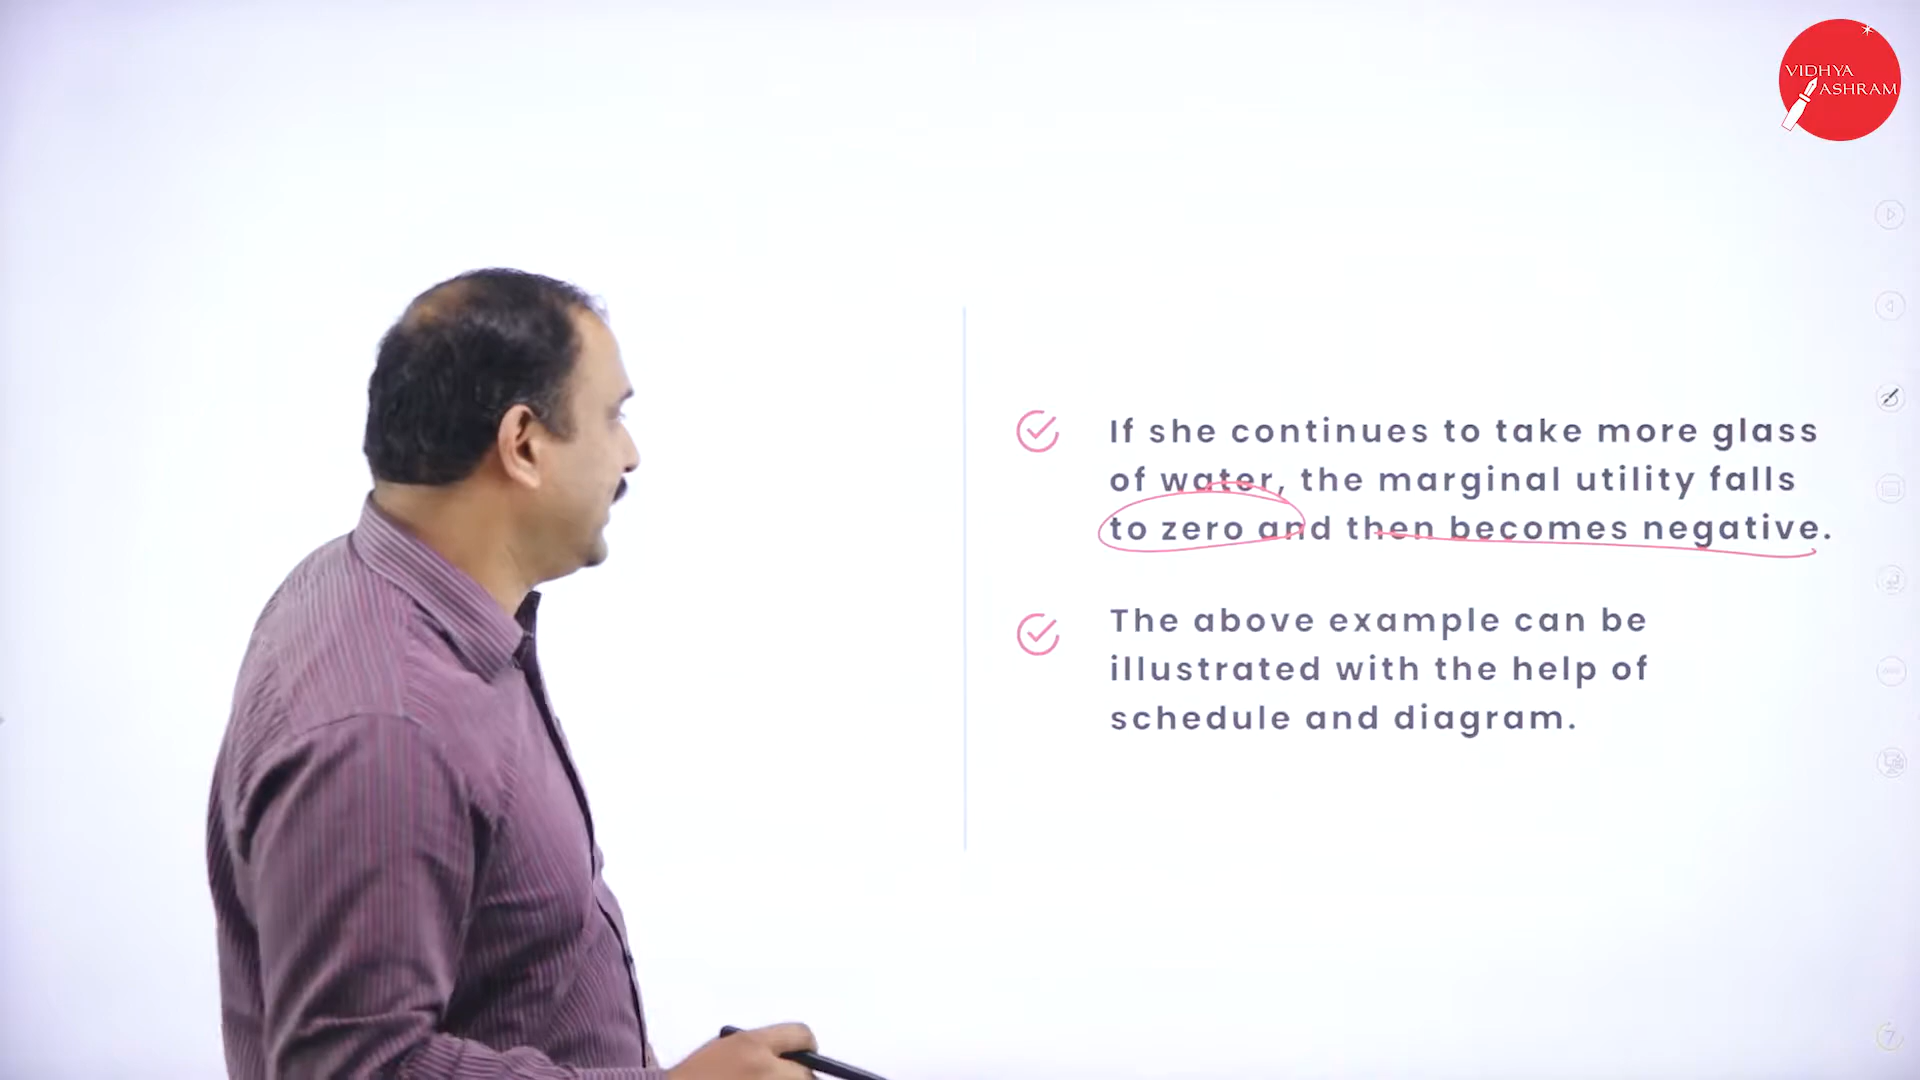 VIDHYA
ASHRAM
If she continues to take more glass
of water, the marginal utility falls
to zero and then becomes negative.
The above example can be
illustrated with the help of
schedule and diagram.
7